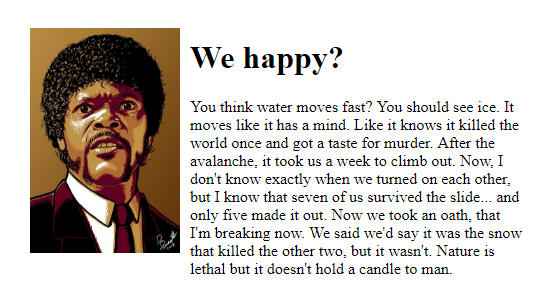 We happy?
You think water moves fast? You should see ice. It
moves like it has a mind. Like it knows it killed the
world once and got a taste for murder. After the
avalanche, it took us a week to climb out. Now, I
don't know exactly when we turned on each other,
but I know that seven of us survived the slide... and
only five made it out. Now we took an oath, that
I'm breaking now. We said we'd say it was the snow
that killed the other two, but it wasn't. Nature is
lethal but it doesn't hold a candle to man.